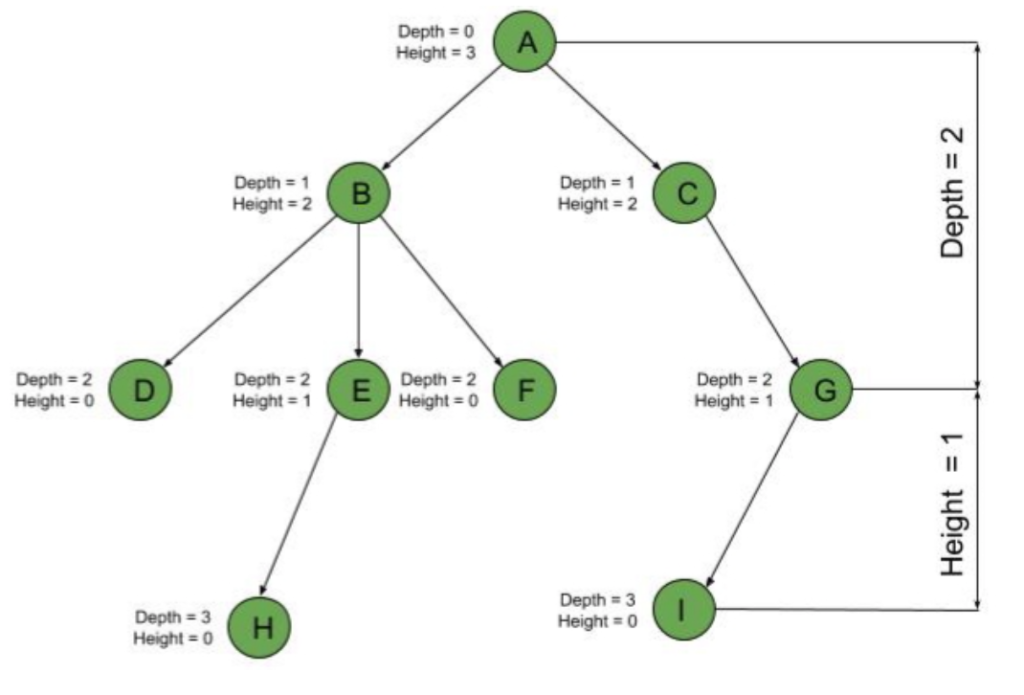 Depth = 0
Height = 3
A
Depth = 1
Height = 2
B
Depth = 1
Height = 2
C
Depth = 2
Depth = 2
Height = 0
D
Depth = 2
Height = 1
E
Depth = 2
Height = 0
F
Depth = 2
Height = 1
G
Height = 1
Depth = 3
Height = 0
H
Depth = 3
Height = 0
I